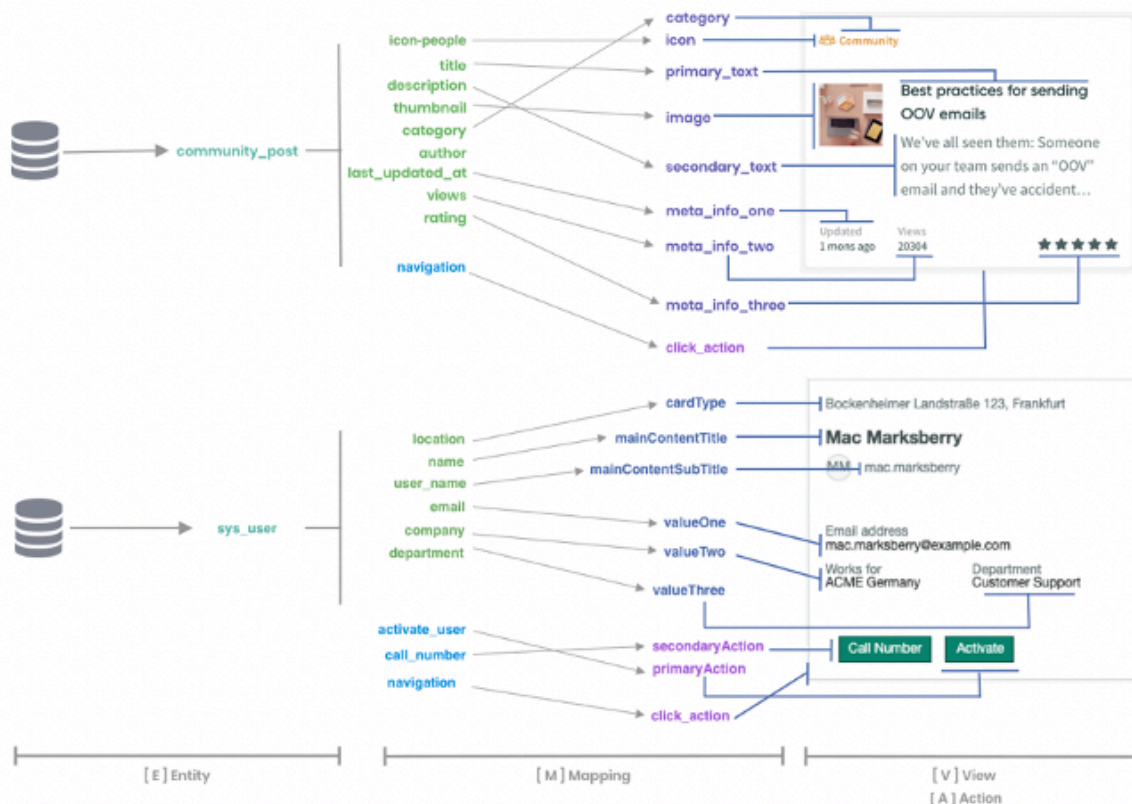 category
icon-people
icon
Community
title
primary_text
description
Best practices for sending
OOV emails
thumbnail
image
category
We've all seen them: Someone
on your team sends an "OOV"
email and they've accident...
community_post
author
secondary_text
last_updated_at
views
meta_info_one
rating
Updated
1 mons ago
Views
20304
meta_info_two
navigation
meta_info_three
click_action
cardType
Bockenheimer Landstraße 123, Frankfurt
location
mainContentTitle
Mac Marksberry
name
mainContentSubTitle
MM
mac.marksberry
user_name
email
valueOne
sys_user
company
Email address
mac.marksberry@example.com
department
valueTwo
Works for
ACME Germany
Department
Customer Support
valueThree
activate_user
secondaryAction
Call Number
Activate
call_number
primaryAction
navigation
click_action
[ E ] Entity
[ M ] Mapping
[ V ] View
[ A ] Action